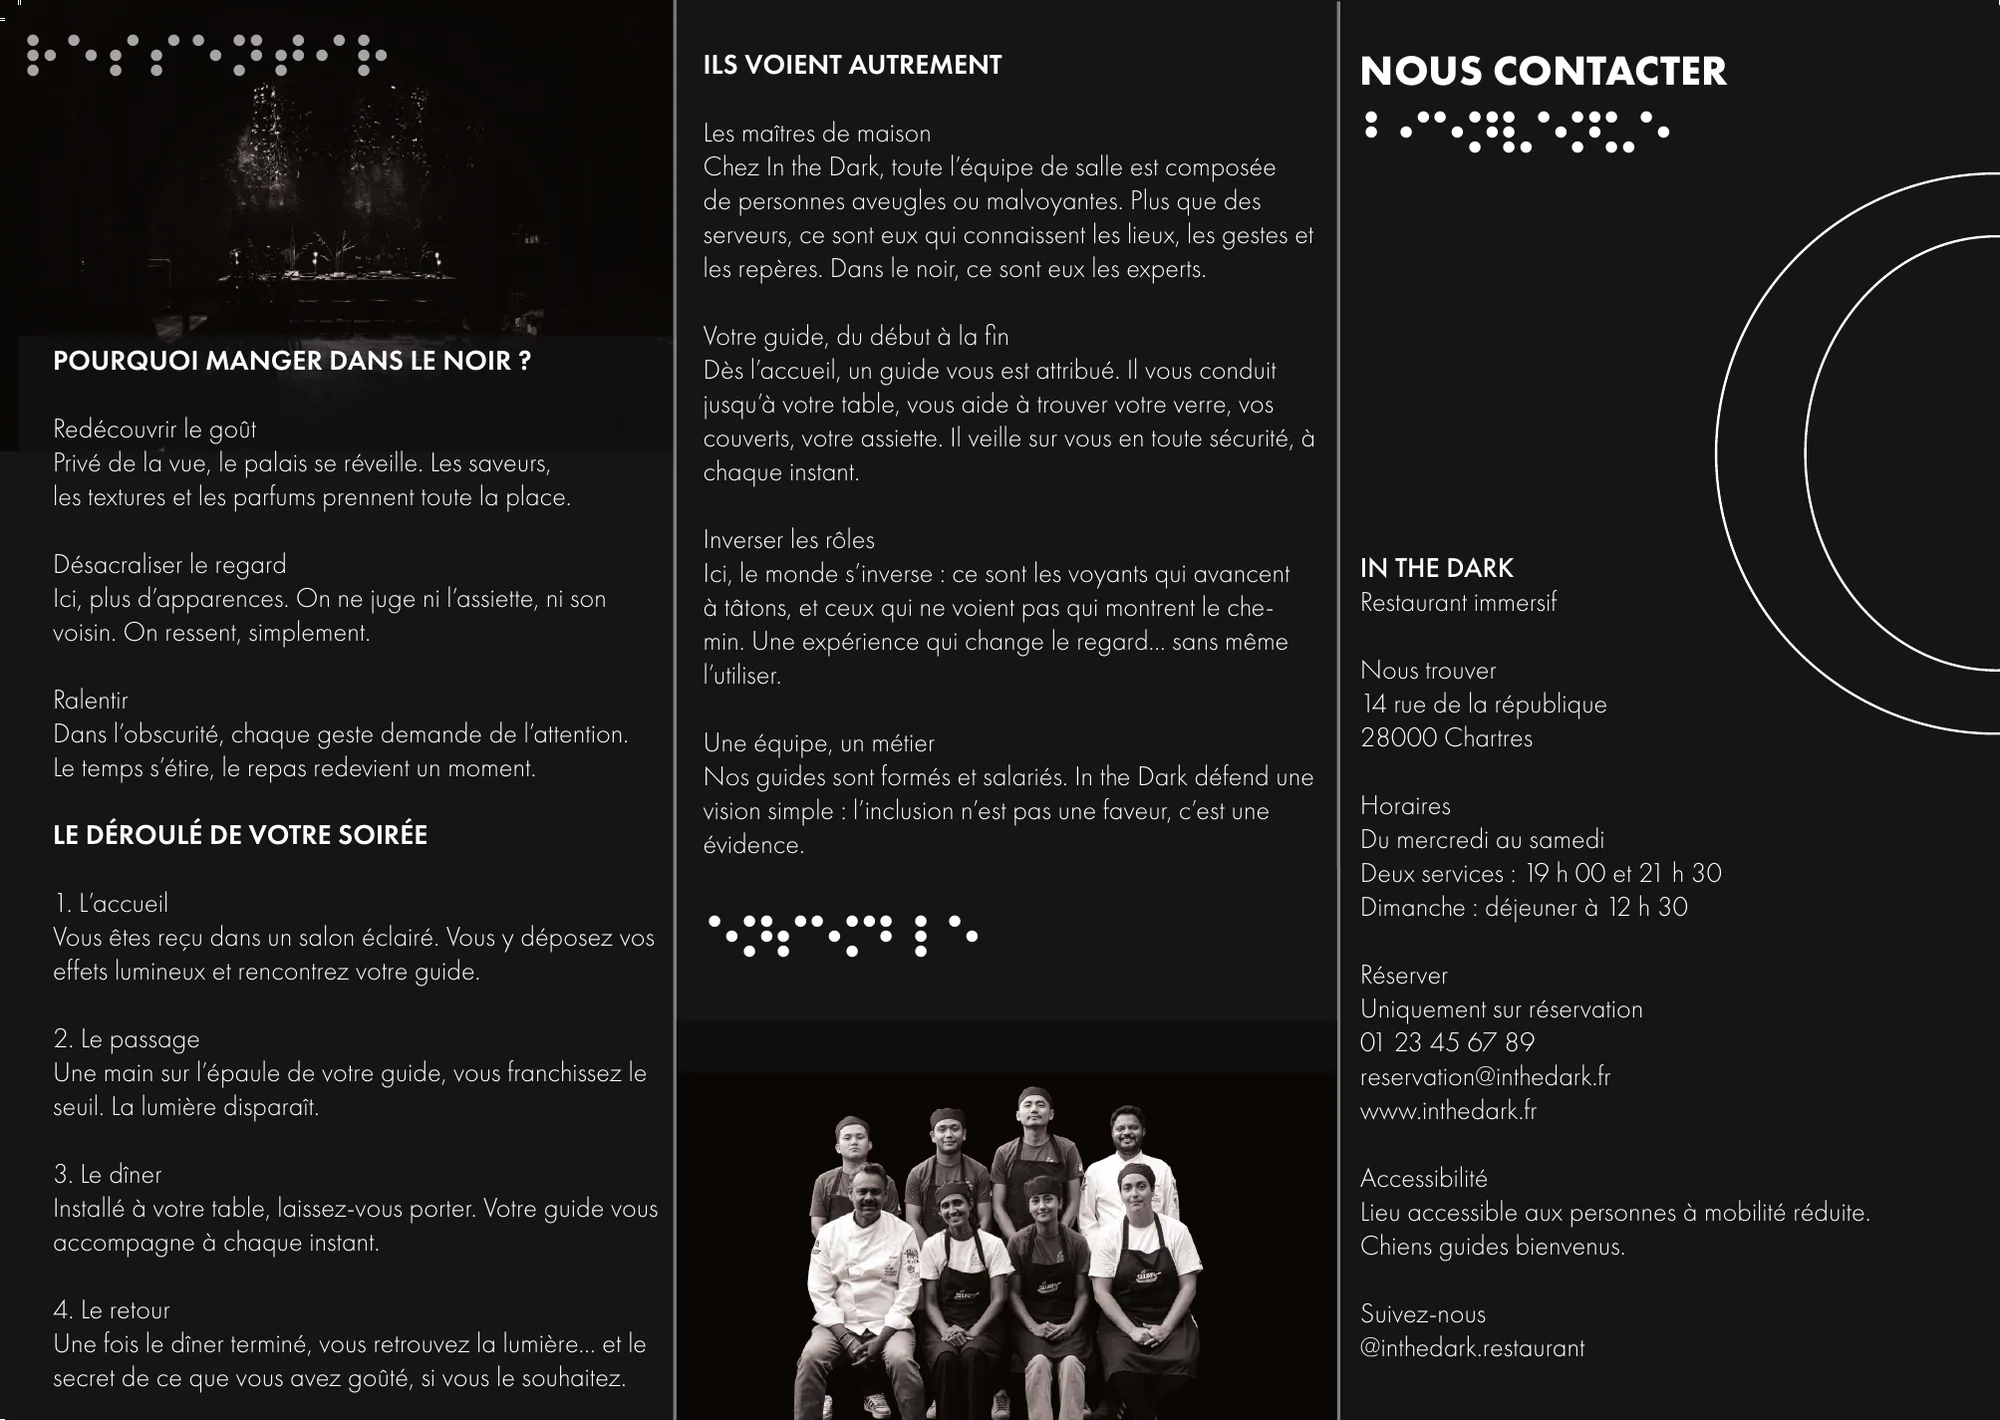 ⠗⠑⠎⠎⠑⠝⠞⠊⠗
POURQUOI MANGER DANS LE NOIR ?
Redécouvrir le goût
Privé de la vue, le palais se réveille. Les saveurs,
les textures et les parfums prennent toute la place.
Désacraliser le regard
Ici, plus d’apparences. On ne juge ni l’assiette, ni son
voisin. On ressent, simplement.
Ralentir
Dans l’obscurité, chaque geste demande de l’attention.
Le temps s’étire, le repas redevient un moment.
LE DÉROULÉ DE VOTRE SOIRÉE
1. L’accueil
Vous êtes reçu dans un salon éclairé. Vous y déposez vos
effets lumineux et rencontrez votre guide.
2. Le passage
Une main sur l’épaule de votre guide, vous franchissez le
seuil. La lumière disparaît.
3. Le dîner
Installé à votre table, laissez-vous porter. Votre guide vous
accompagne à chaque instant.
4. Le retour
Une fois le dîner terminé, vous retrouvez la lumière... et le
secret de ce que vous avez goûté, si vous le souhaitez.
ILS VOIENT AUTREMENT
Les maîtres de maison
Chez In the Dark, toute l’équipe de salle est composée
de personnes aveugles ou malvoyantes. Plus que des
serveurs, ce sont eux qui connaissent les lieux, les gestes et
les repères. Dans le noir, ce sont eux les experts.
Votre guide, du début à la fin
Dès l’accueil, un guide vous est attribué. Il vous conduit
jusqu’à votre table, vous aide à trouver votre verre, vos
couverts, votre assiette. Il veille sur vous en toute sécurité, à
chaque instant.
Inverser les rôles
Ici, le monde s’inverse : ce sont les voyants qui avancent
à tâtons, et ceux qui ne voient pas qui montrent le che-
min. Une expérience qui change le regard... sans même
l’utiliser.
Une équipe, un métier
Nos guides sont formés et salariés. In the Dark défend une
vision simple : l’inclusion n’est pas une faveur, c’est une
évidence.
⠑⠝⠎⠑⠍⠃⠇⠑
NOUS CONTACTER
⠃⠊⠑⠝⠧⠑⠝⠥⠑
IN THE DARK
Restaurant immersif
Nous trouver
14 rue de la république
28000 Chartres
Horaires
Du mercredi au samedi
Deux services : 19 h 00 et 21 h 30
Dimanche : déjeuner à 12 h 30
Réserver
Uniquement sur réservation
01 23 45 67 89
reservation@inthedark.fr
www.inthedark.fr
Accessibilité
Lieu accessible aux personnes à mobilité réduite.
Chiens guides bienvenus.
Suivez-nous
@inthedark.restaurant